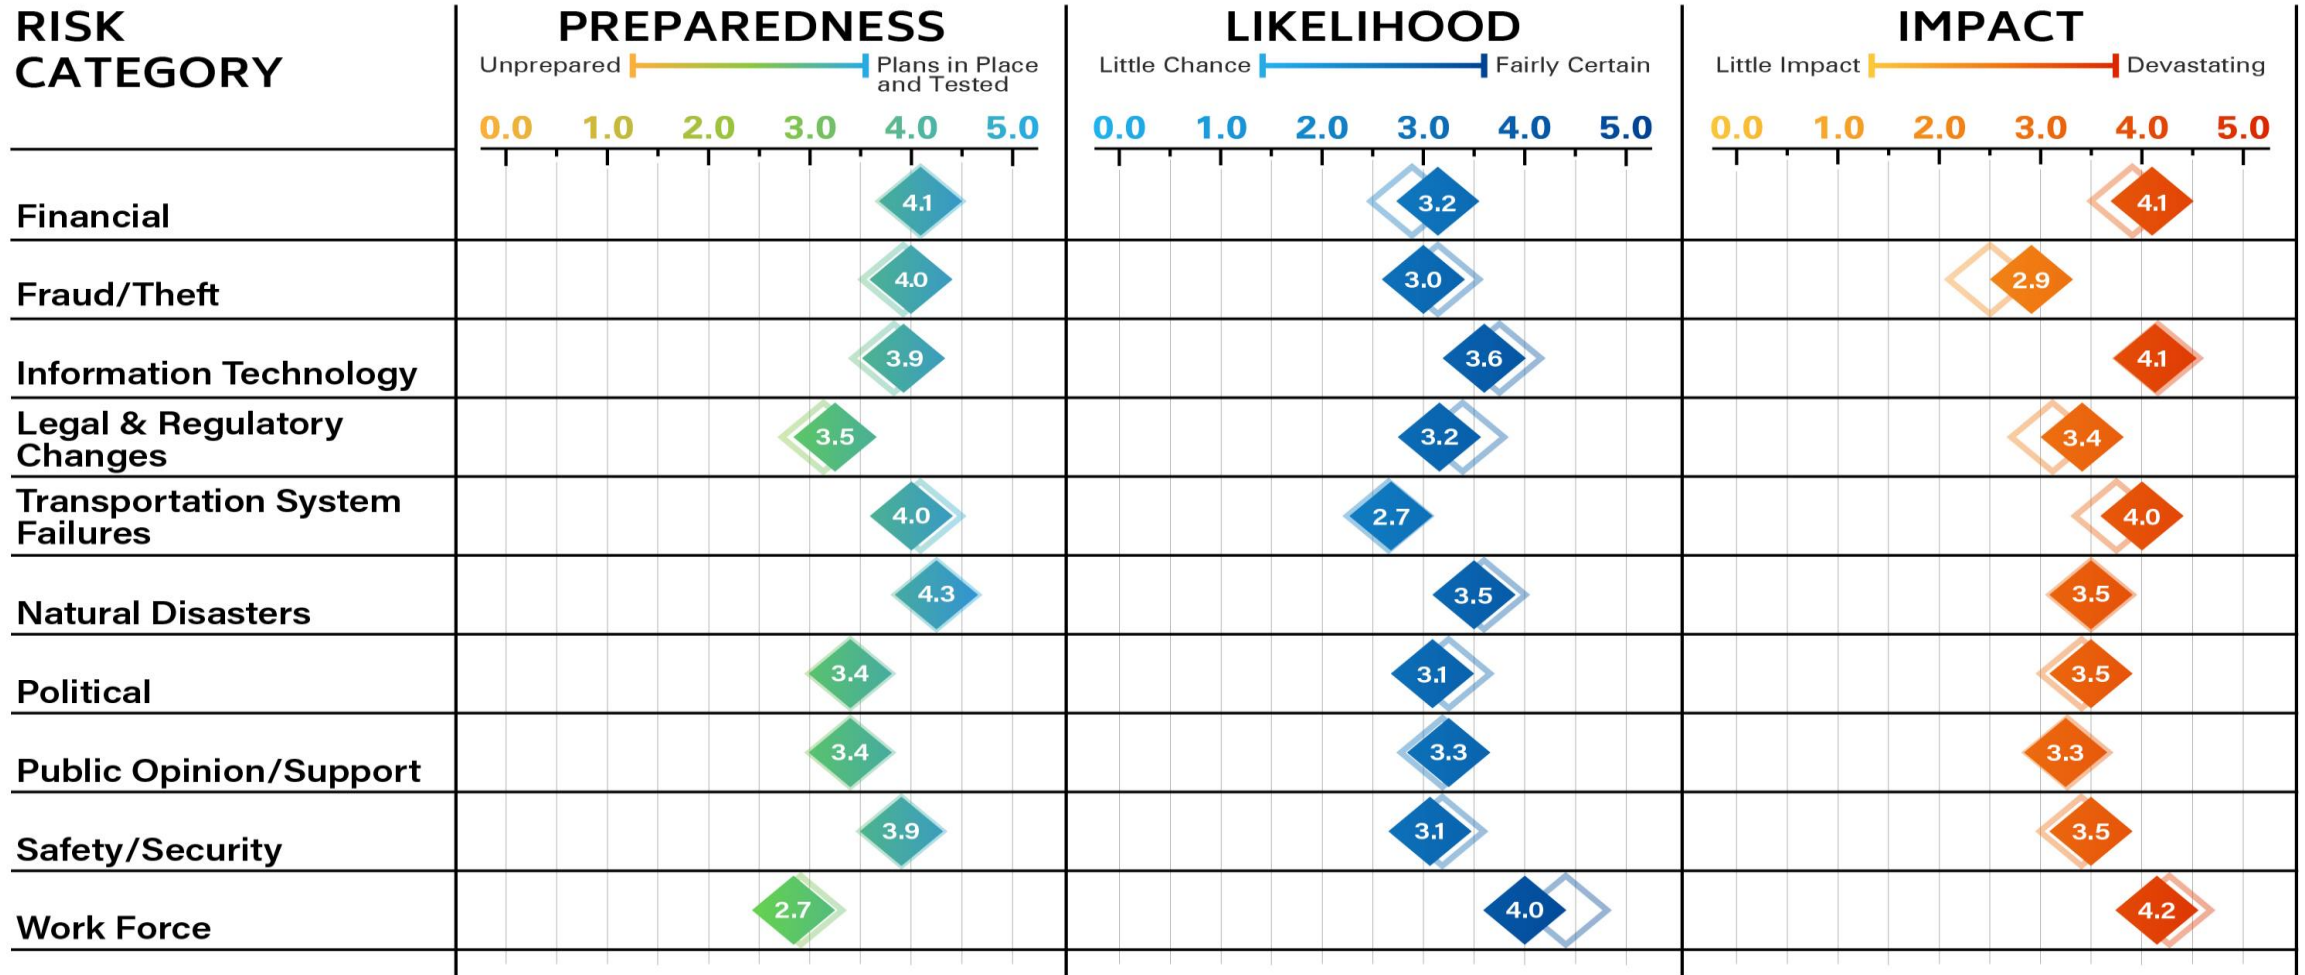 RISK
CATEGORY
PREPAREDNESS
Unprepared
Plans in Place
and Tested
0.0 1.0 2.0 3.0 4.0 5.0
LIKELIHOOD
Little Chance
Fairly Certain
0.0 1.0 2.0 3.0 4.0 5.0
IMPACT
Little Impact
Devastating
0.0 1.0 2.0 3.0 4.0 5.0
Financial
4.1 3.2 4.1
Fraud/Theft
4.0 3.0 2.9
Information Technology
3.9 3.6 4.1
Legal & Regulatory
Changes
3.5 3.2 3.4
Transportation System
Failures
4.0 2.7 4.0
Natural Disasters
4.3 3.5 3.5
Political
3.4 3.1 3.5
Public Opinion/Support
3.4 3.3 3.3
Safety/Security
3.9 3.1 3.5
Work Force
2.7 4.0 4.2